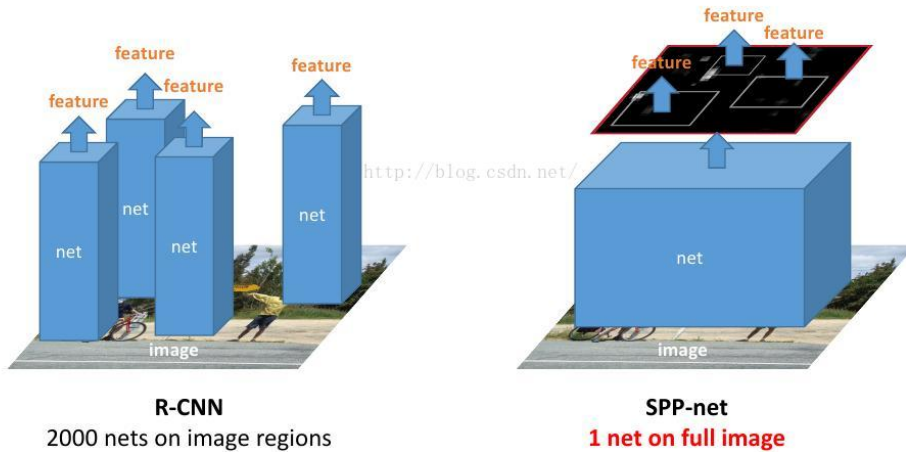 feature
feature
feature
feature
net
net
net
net
image
R-CNN
2000 nets on image regions
http://blog.csdn.net/
feature
feature
feature
net
image
SPP-net
1 net on full image